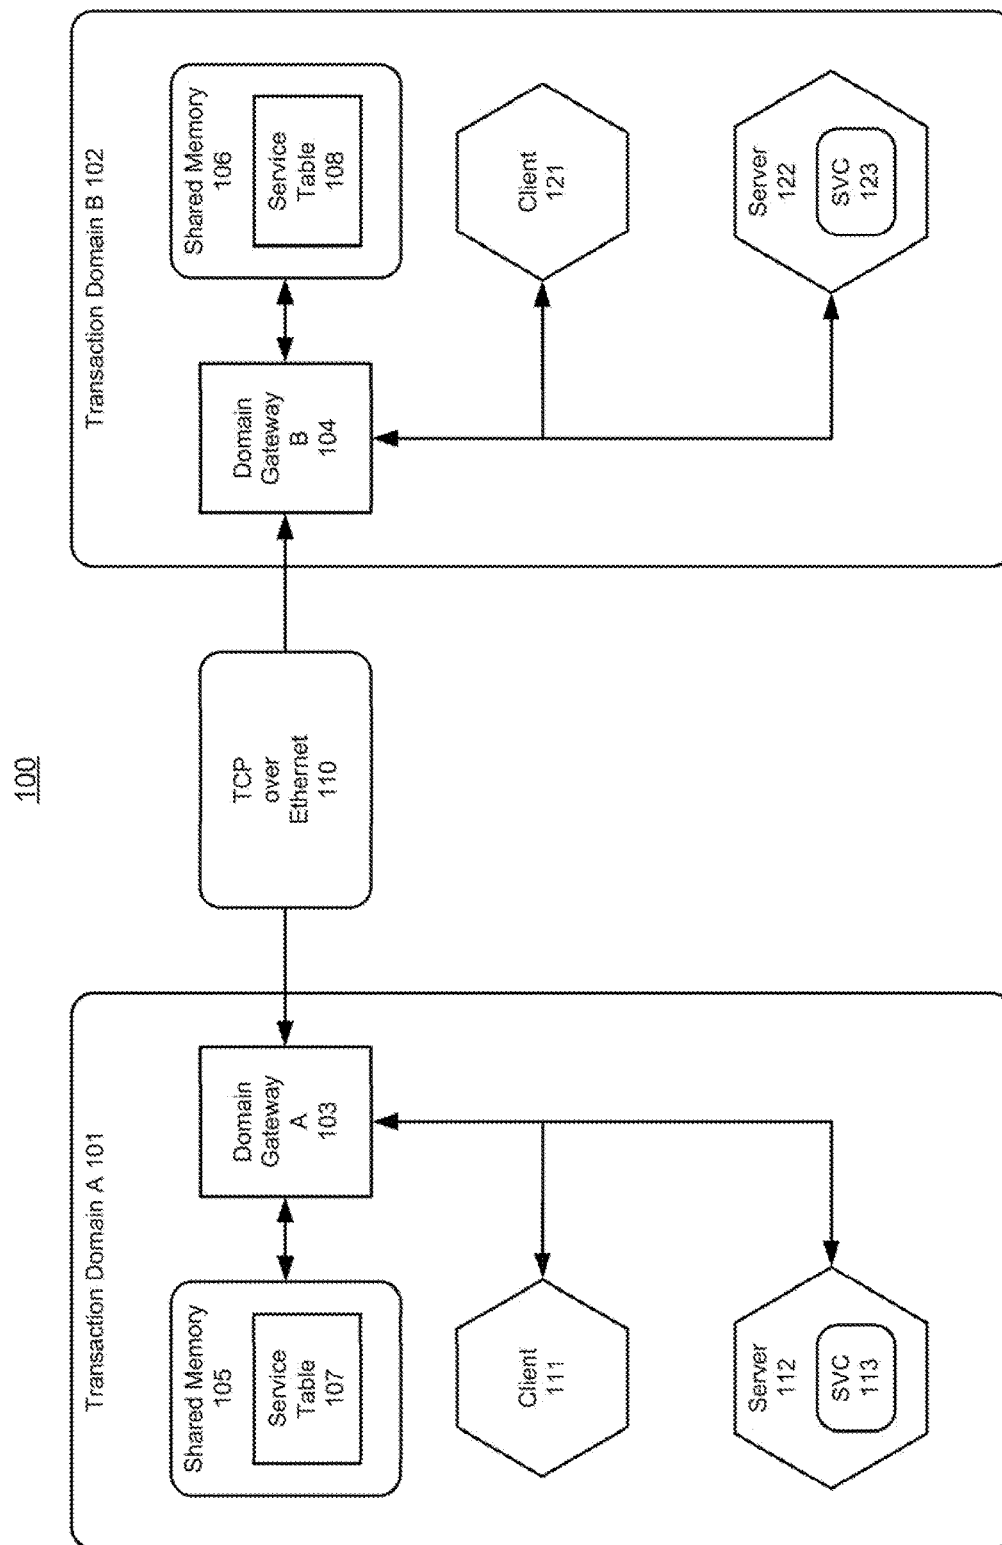 100
Transaction Domain A 101
Shared Memory
105
Service
Table
107
Domain
Gateway
A
103
Client
111
Server
112
SVC
113
TCP
over
Ethernet
110
Transaction Domain B 102
Domain
Gateway
B
104
Shared Memory
106
Service
Table
108
Client
121
Server
122
SVC
123